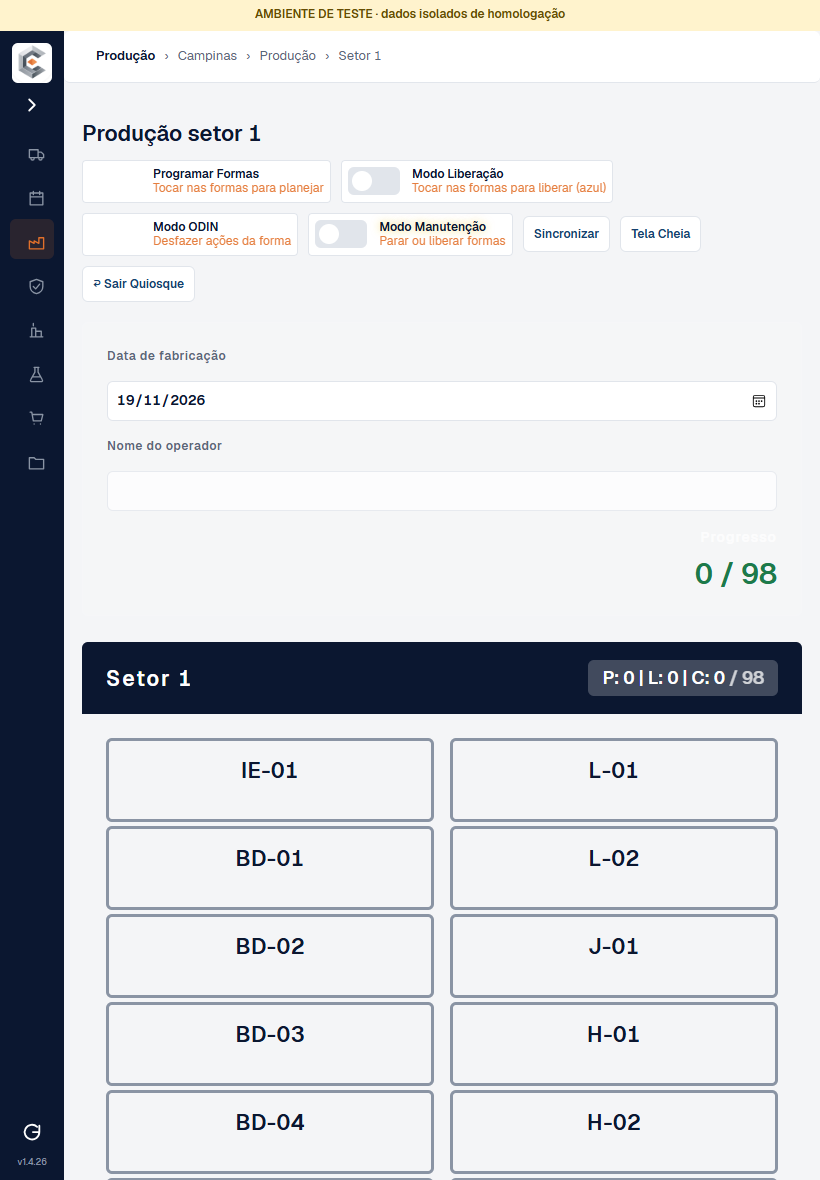 AMBIENTE DE TESTE · dados isolados de homologação
Produção › Campinas › Produção › Setor 1
Produção setor 1
Programar Formas
Tocar nas formas para planejar
Modo Liberação
Tocar nas formas para liberar (azul)
Modo ODIN
Desfazer ações da forma
Modo Manutenção
Parar ou liberar formas
Sincronizar
Tela Cheia
Sair Quiosque
Data de fabricação
19/11/2026
Nome do operador
Progresso
0 / 98
Setor 1
P: 0 | L: 0 | C: 0 / 98
IE-01
L-01
BD-01
L-02
BD-02
J-01
BD-03
H-01
BD-04
H-02
v1.4.26